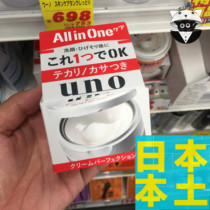 698
All in One ケア
洗顔・ひげそり後に
これ1つでOK
テカリ/カサつき
uno
クリームパーフェクション
日本
本土